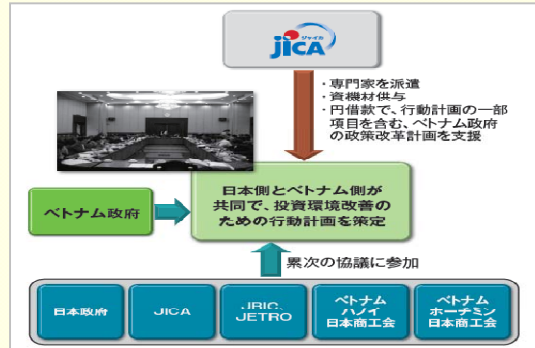 ジャイカ
JICA
・専門家を派遣
・資機材供与
・円借款で、行動計画の一部
項目を含む、ベトナム政府
の政策改革計画を支援
日本側とベトナム側が
共同で、投資環境改善の
ための行動計画を策定
ベトナム政府
累次の協議に参加
日本政府
JICA
JBIC、
JETRO
ベトナム
ハノイ
日本商工会
ベトナム
ホーチミン
日本商工会